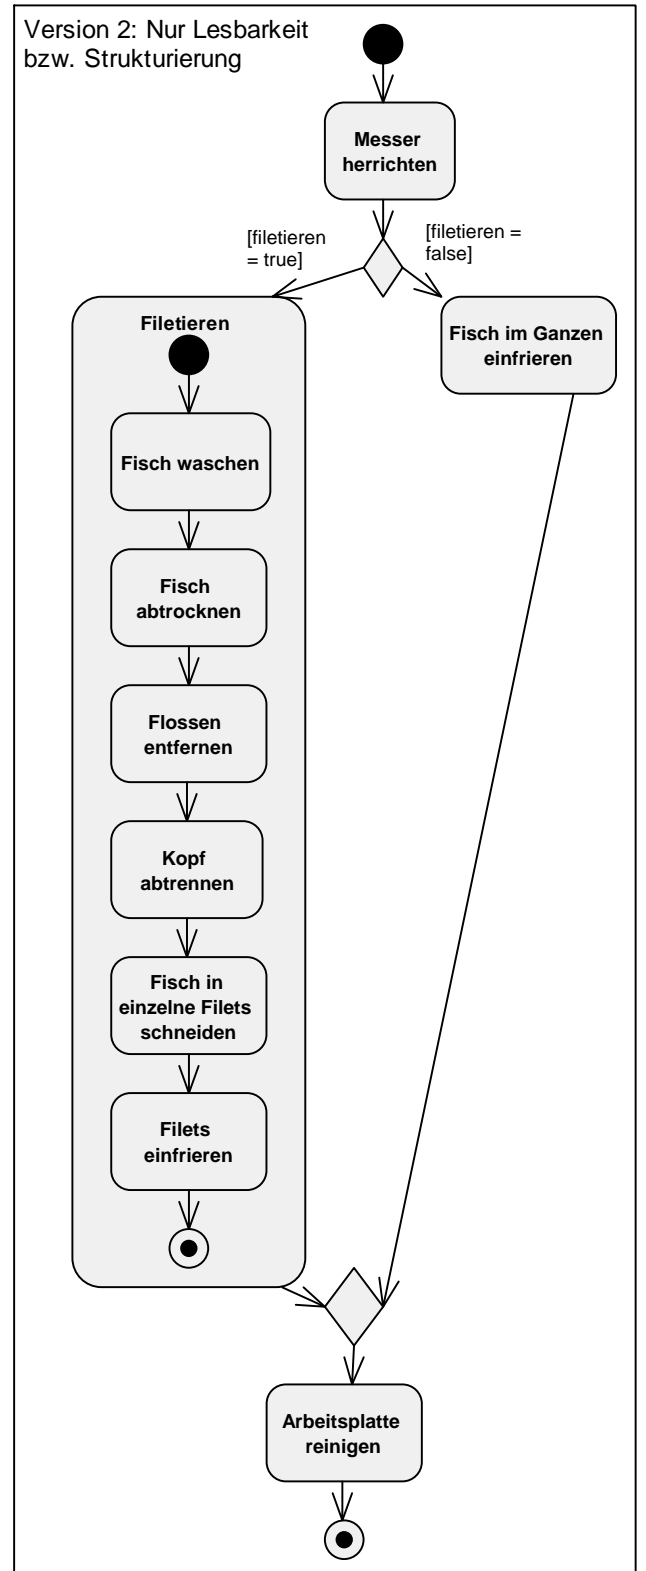 Version 2: Nur Lesbarkeit
bzw. Strukturierung
Messer
herrichten
[filetieren
= true]
[filetieren =
false]
Filetieren
Fisch im Ganzen
einfrieren
Fisch waschen
Fisch
abtrocknen
Flossen
entfernen
Kopf
abtrennen
Fisch in
einzelne Filets
schneiden
Filets
einfrieren
Arbeitsplatte
reinigen